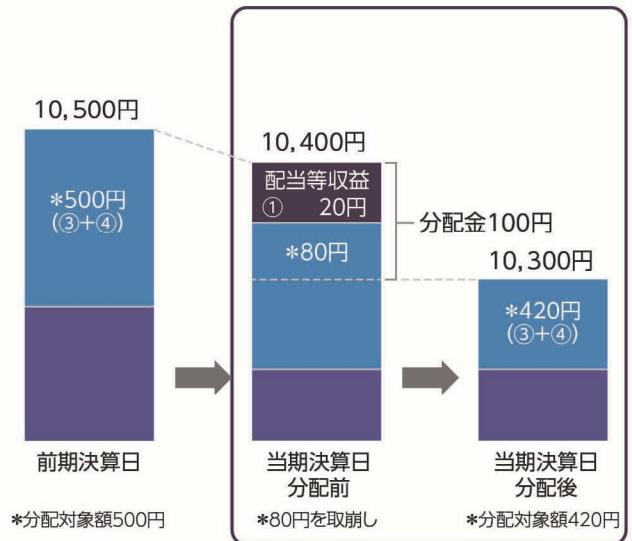 10,500円
*500円
(③+④)
前期決算日
*分配対象額500円
10,400円
配当等収益
① 20円
*80円
分配金100円
当期決算日
分配前
*80円を取崩し
10,300円
*420円
(③+④)
当期決算日
分配後
*分配対象額420円